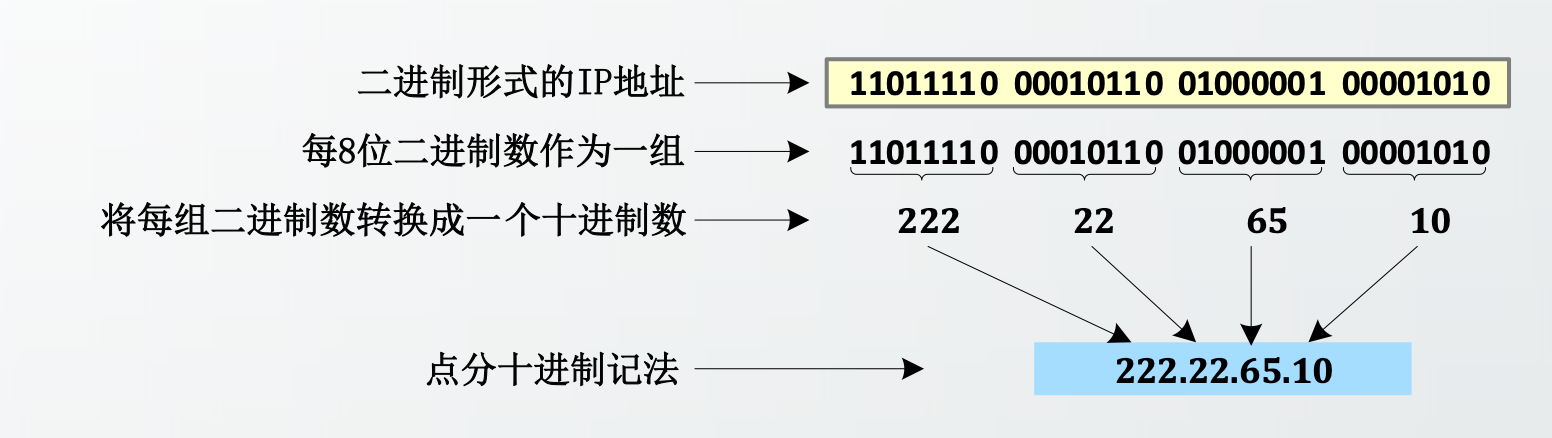 二进制形式的IP地址 11011110 00010110 01000001 00001010
每8位二进制数作为一组 11011110 00010110 01000001 00001010
将每组二进制数转换成一个十进制数 222 22 65 10
点分十进制记法 222.22.65.10